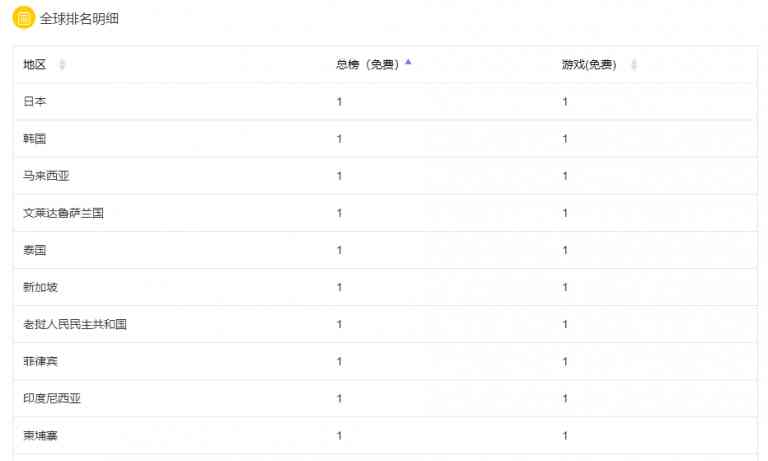 全球排名明细
地区 总榜（免费） 游戏(免费)
日本 1 1
韩国 1 1
马来西亚 1 1
文莱达鲁萨兰国 1 1
泰国 1 1
新加坡 1 1
老挝人民民主共和国 1 1
菲律宾 1 1
印度尼西亚 1 1
柬埔寨 1 1